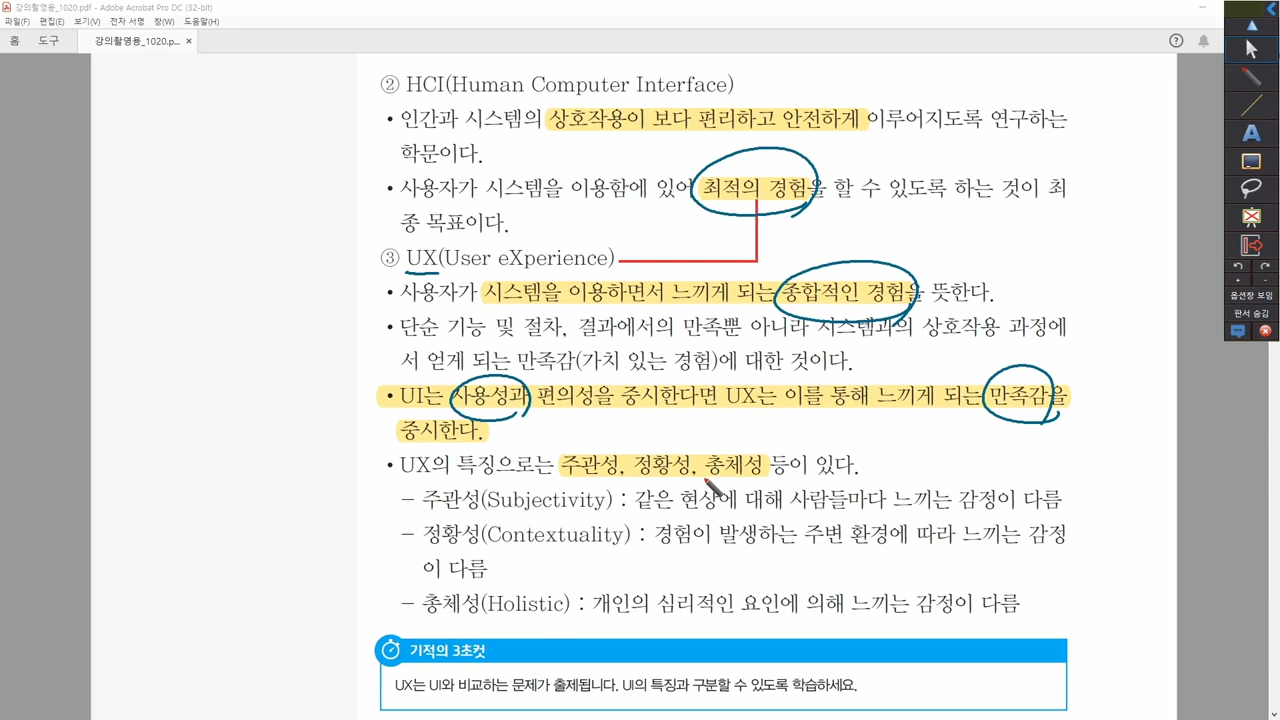 강의촬영용_1020.pdf - Adobe Acrobat Pro DC (32-bit)
파일(F) 편집(E) 보기(V) 전자 서명 창(W) 도움말(H)
홈 도구 강의촬영용_1020.p... ×
② HCI(Human Computer Interface)
• 인간과 시스템의 상호작용이 보다 편리하고 안전하게 이루어지도록 연구하는
학문이다.
• 사용자가 시스템을 이용함에 있어 최적의 경험을 할 수 있도록 하는 것이 최
종 목표이다.
③ UX(User eXperience)
• 사용자가 시스템을 이용하면서 느끼게 되는 종합적인 경험을 뜻한다.
• 단순 기능 및 절차, 결과에서의 만족뿐 아니라 시스템과의 상호작용 과정에
서 얻게 되는 만족감(가치 있는 경험)에 대한 것이다.
• UI는 사용성과 편의성을 중시한다면 UX는 이를 통해 느끼게 되는 만족감을
중시한다.
• UX의 특징으로는 주관성, 정황성, 총체성 등이 있다.
– 주관성(Subjectivity) : 같은 현상에 대해 사람들마다 느끼는 감정이 다름
– 정황성(Contextuality) : 경험이 발생하는 주변 환경에 따라 느끼는 감정
이 다름
– 총체성(Holistic) : 개인의 심리적인 요인에 의해 느끼는 감정이 다름
기적의 3초컷
UX는 UI와 비교하는 문제가 출제됩니다. UI의 특징과 구분할 수 있도록 학습하세요.
A
+ -
옵션창 보임
판서 숨김